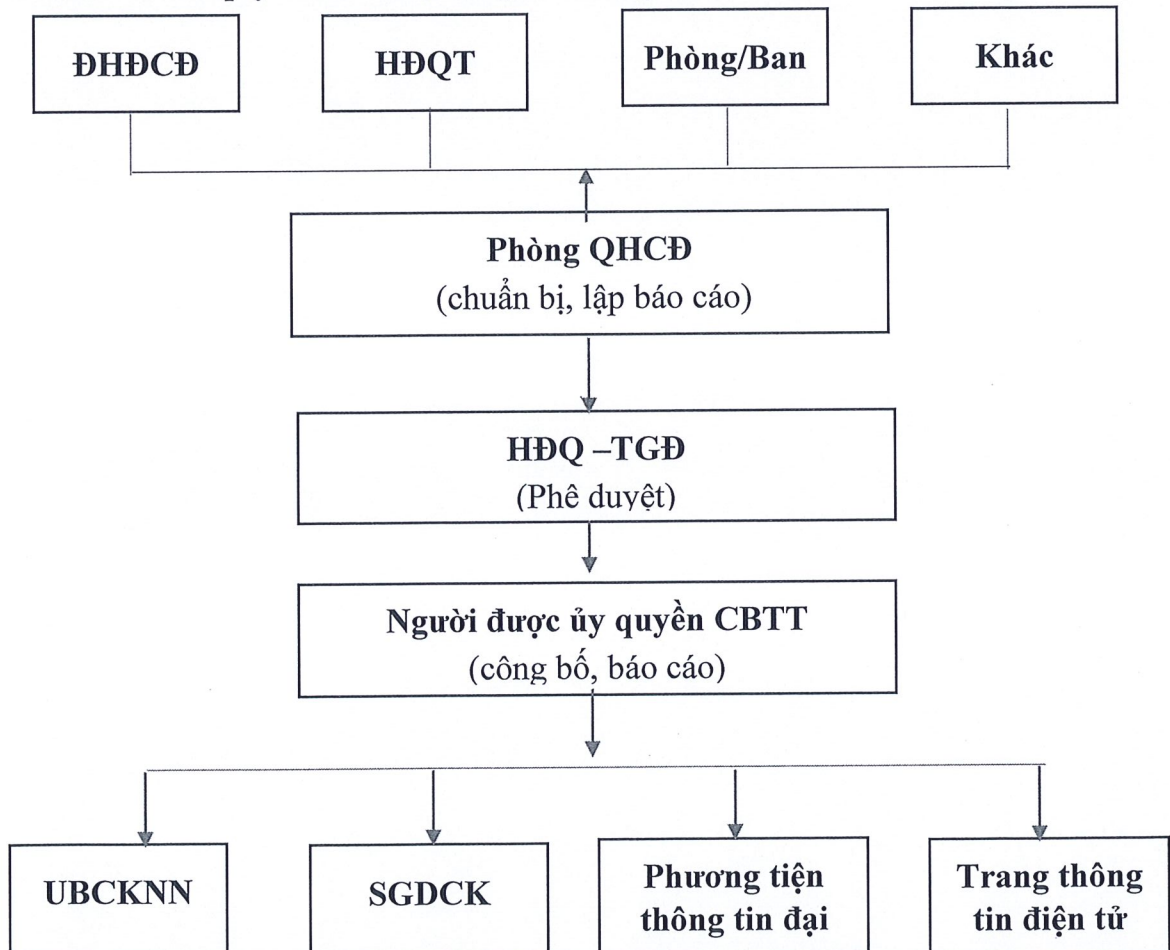 ĐHĐCĐ
HĐQT
Phòng/Ban
Khác
Phòng QHCĐ
(chuẩn bị, lập báo cáo)
HĐQ –TGĐ
(Phê duyệt)
Người được ủy quyền CBTT
(công bố, báo cáo)
UBCKNN
SGDCK
Phương tiện
thông tin đại
Trang thông
tin điện tử